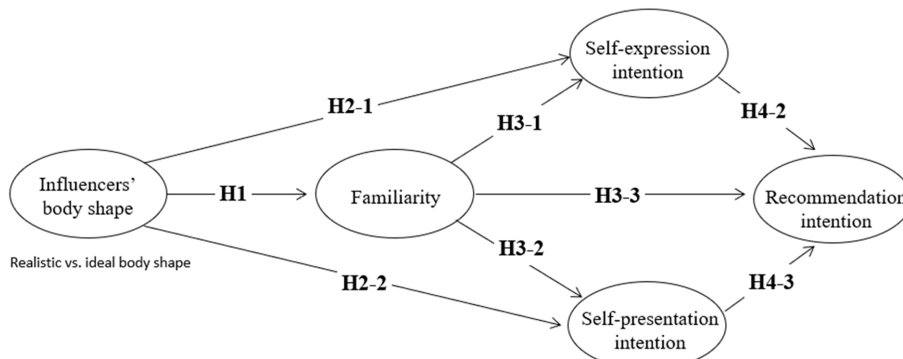 Self-expression
intention
H2-1
H4-2
H3-1
Influencers’
body shape
H1
Familiarity
H3-3
Recommendation
intention
Realistic vs. ideal body shape
H3-2
H2-2
H4-3
Self-presentation
intention